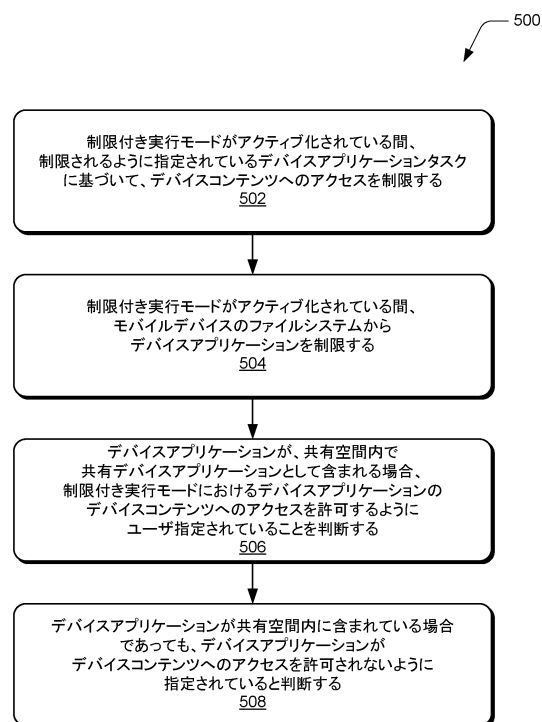 500
制限付き実行モードがアクティブ化されている間、
制限されるように指定されているデバイスアプリケーションタスク
に基づいて、デバイスコンテンツへのアクセスを制限する
502
制限付き実行モードがアクティブ化されている間、
モバイルデバイスのファイルシステムから
デバイスアプリケーションを制限する
504
デバイスアプリケーションが、共有空間内で
共有デバイスアプリケーションとして含まれる場合、
制限付き実行モードにおけるデバイスアプリケーションの
デバイスコンテンツへのアクセスを許可するように
ユーザ指定されていることを判断する
506
デバイスアプリケーションが共有空間内に含まれている場合
であっても、デバイスアプリケーションが
デバイスコンテンツへのアクセスを許可されないように
指定されていると判断する
508